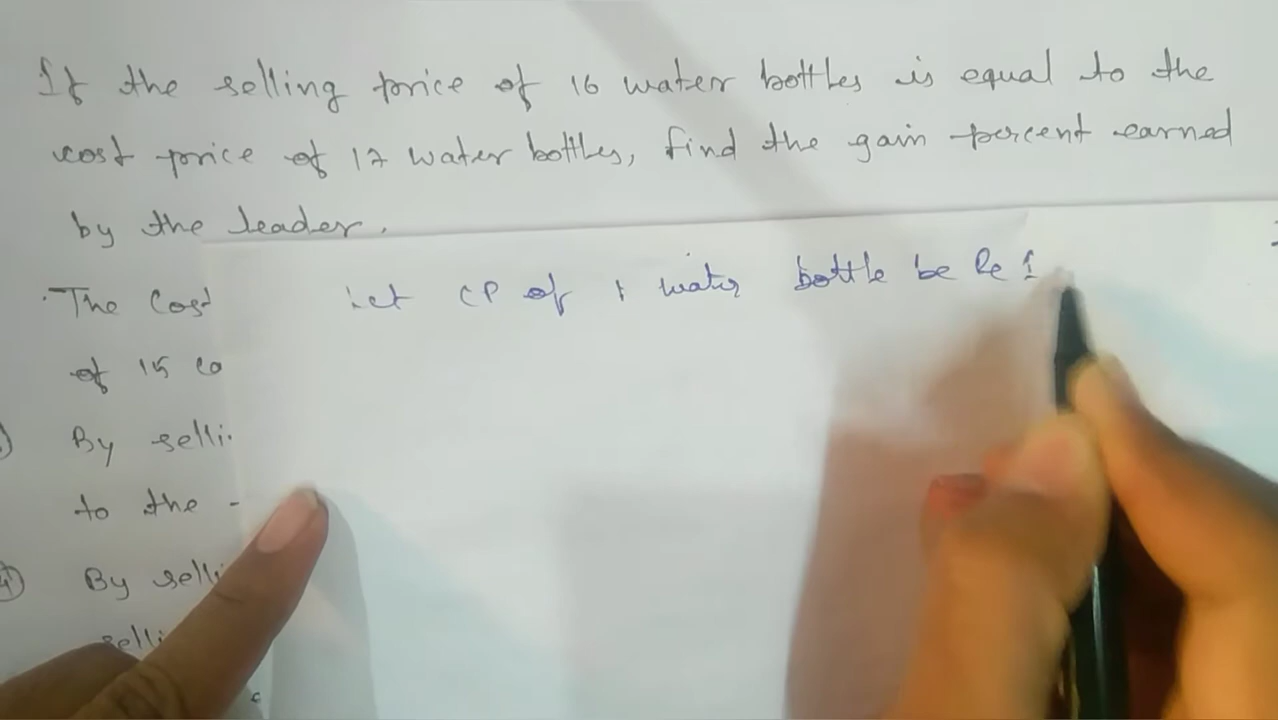 If the selling price of 16 water bottles is equal to the
cost price of 17 water bottles, find the gain percent earned
by the leader.
Let CP of 1 water bottle be Re 1
The Cost
of 15 co
By selli
to the
By selli
selli